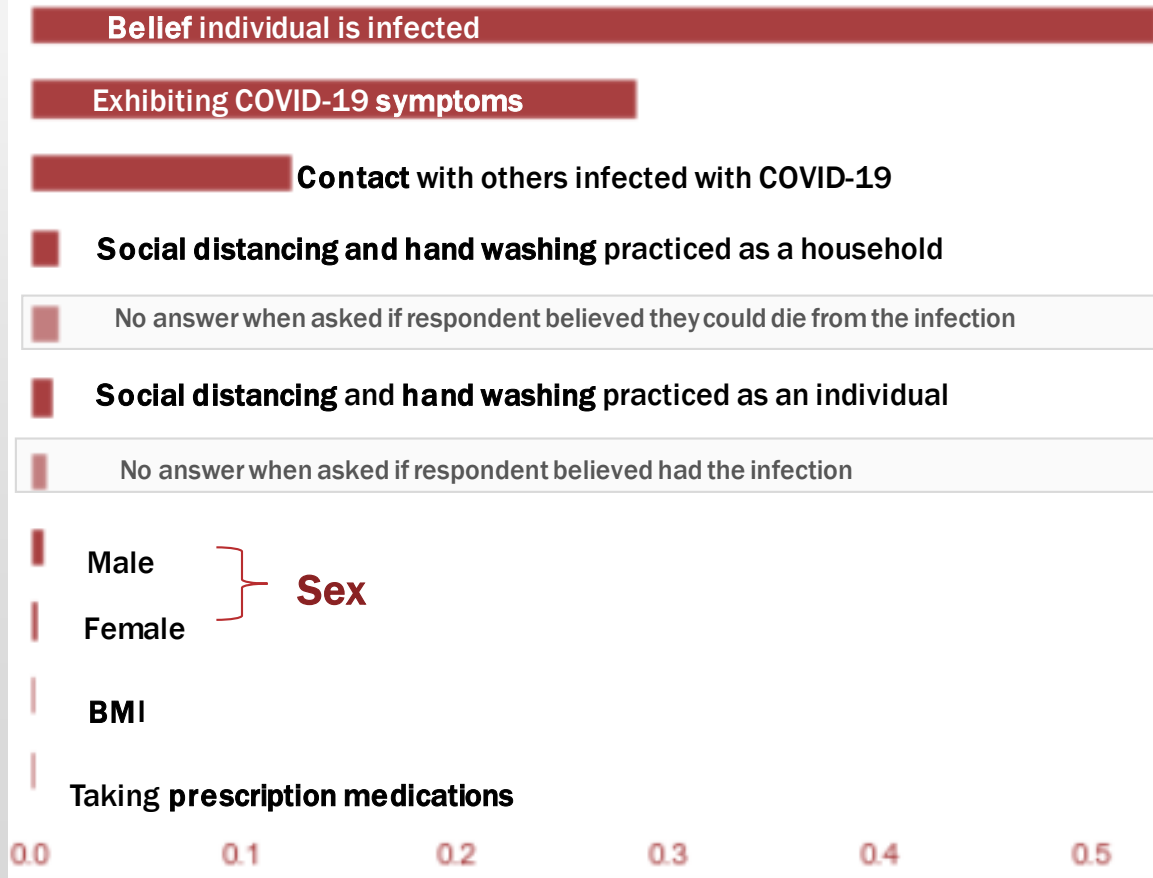 Belief individual is infected
Exhibiting COVID-19 symptoms
Contact with others infected with COVID-19
Social distancing and hand washing practiced as a household
No answer when asked if respondent believed they could die from the infection
Social distancing and hand washing practiced as an individual
No answer when asked if respondent believed had the infection
Male
Sex
Female
BMI
Taking prescription medications
0.0 0.1 0.2 0.3 0.4 0.5